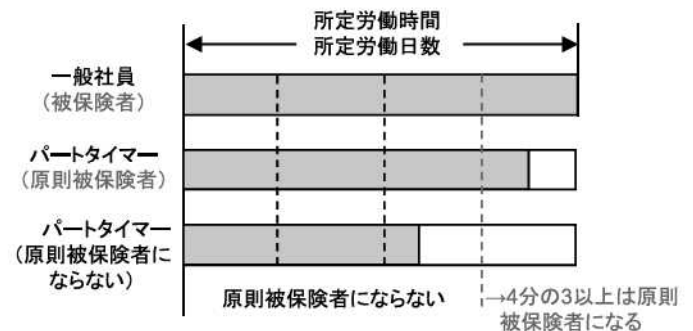 所定労働時間
所定労働日数
一般社員
（被保険者）
パートタイマー
（原則被保険者）
パートタイマー
（原則被保険者に
ならない）
原則被保険者にならない
→4分の3以上は原則
被保険者になる